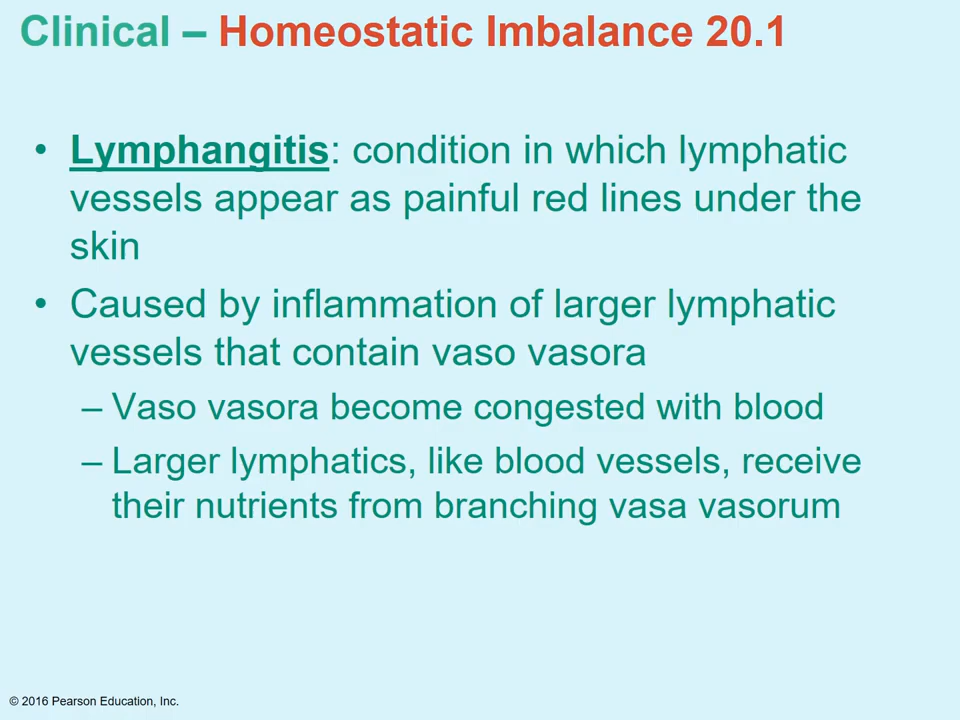 Clinical – Homeostatic Imbalance 20.1
• Lymphangitis: condition in which lymphatic
vessels appear as painful red lines under the
skin
• Caused by inflammation of larger lymphatic
vessels that contain vaso vasora
– Vaso vasora become congested with blood
– Larger lymphatics, like blood vessels, receive
their nutrients from branching vasa vasorum
© 2016 Pearson Education, Inc.